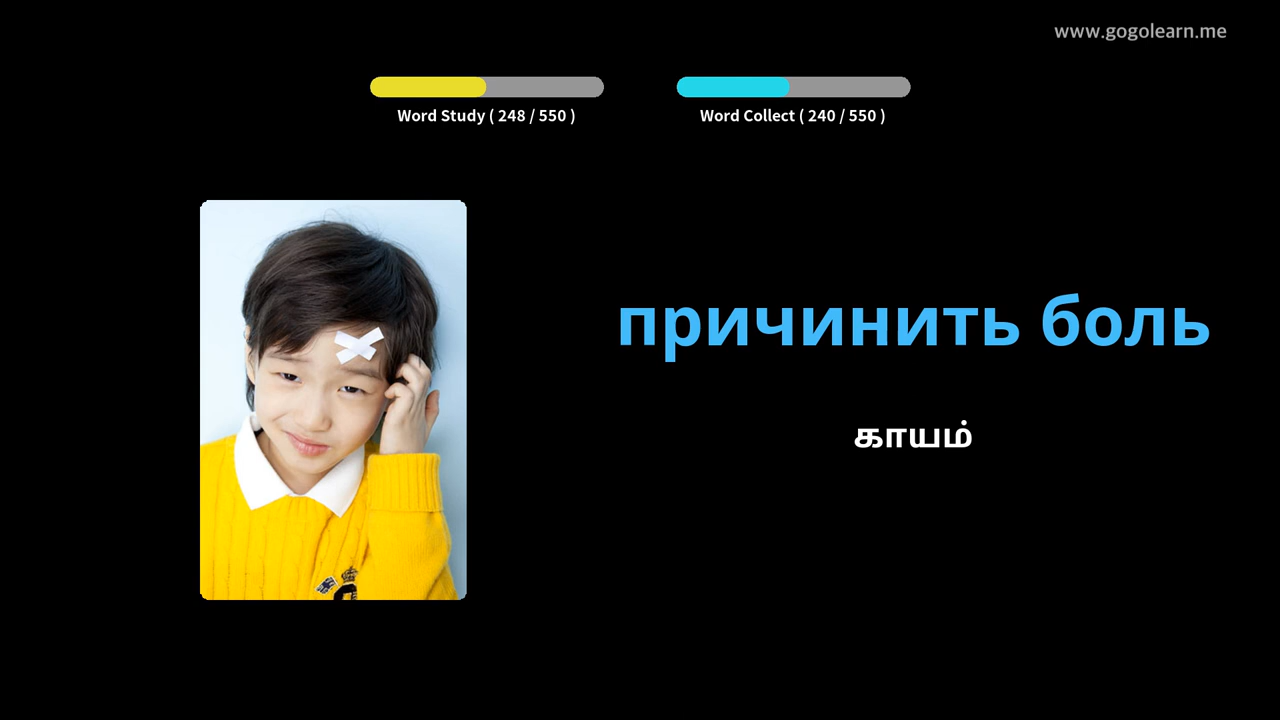 www.gogolearn.me
Word Study ( 248 / 550 )
Word Collect ( 240 / 550 )
причинить боль
காயம்